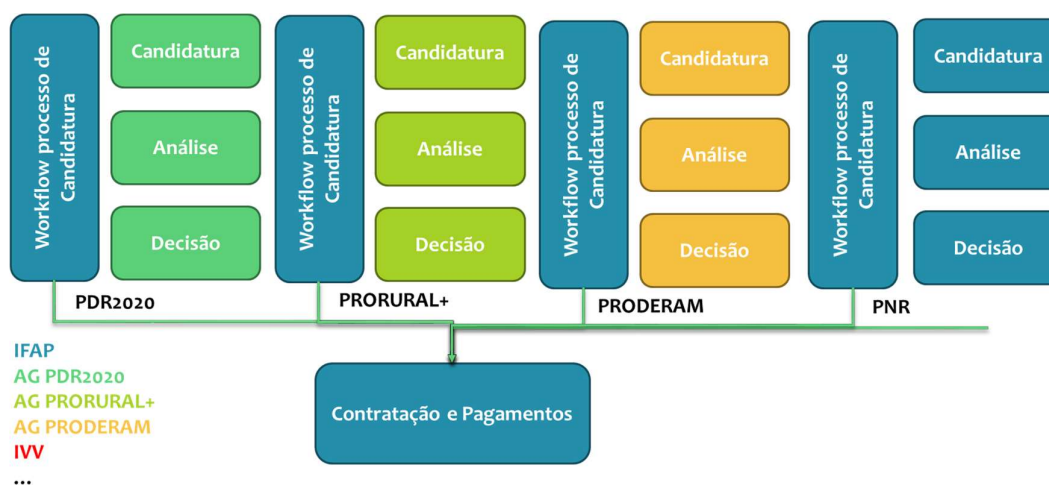 Workflow processo de
Candidatura
Candidatura
Análise
Decisão
PDR2020
Workflow processo de
Candidatura
Candidatura
Análise
Decisão
PRORURAL+
Workflow processo de
Candidatura
Candidatura
Análise
Decisão
PRODERAM
Workflow processo de
Candidatura
Candidatura
Análise
Decisão
PNR
IFAP
AG PDR2020
AG PRORURAL+
AG PRODERAM
IVV
...
Contratação e Pagamentos